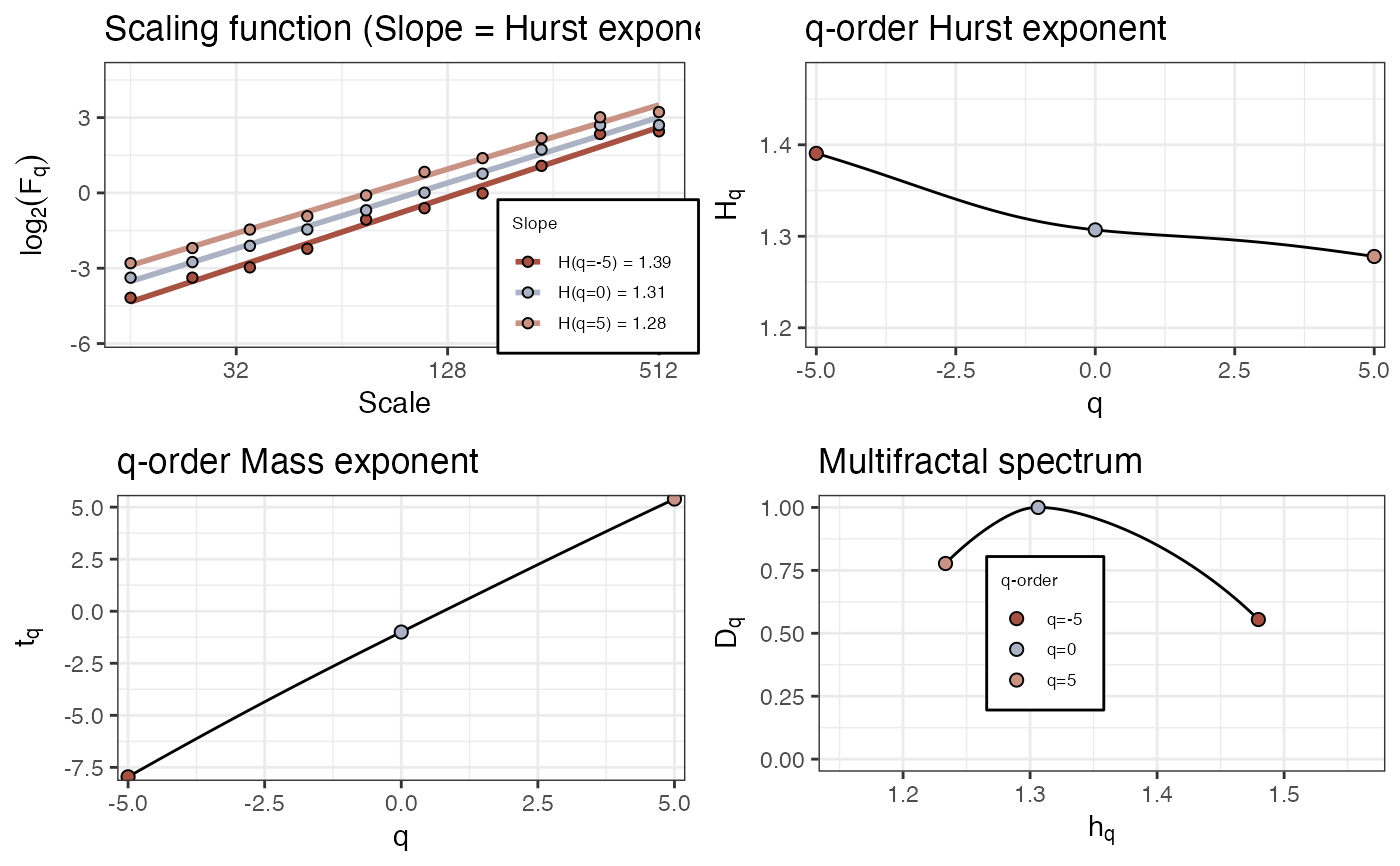 Scaling function (Slope = Hurst expone
log2(Fq)
3
0
-3
-6
32
128
512
Scale
Slope
H(q=-5) = 1.39
H(q=0) = 1.31
H(q=5) = 1.28
q-order Hurst exponent
Hq
1.4
1.3
1.2
-5.0
-2.5
0.0
2.5
5.0
q
q-order Mass exponent
tq
5.0
2.5
0.0
-2.5
-5.0
-7.5
-5.0
-2.5
0.0
2.5
5.0
q
Multifractal spectrum
Dq
1.00
0.75
0.50
0.25
0.00
q-order
q=-5
q=0
q=5
1.2
1.3
1.4
1.5
hq